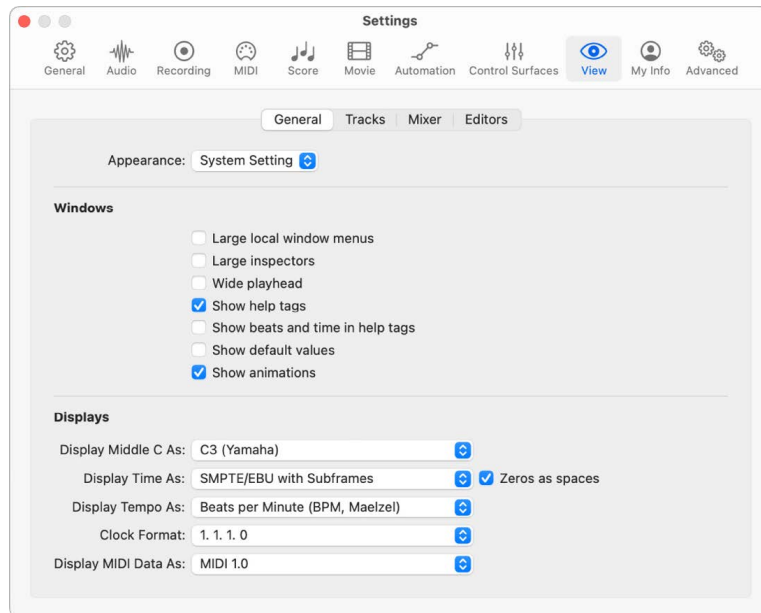 Settings
General Audio Recording MIDI Score Movie Automation Control Surfaces View My Info Advanced
General Tracks Mixer Editors
Appearance: System Setting
Windows
Large local window menus
Large inspectors
Wide playhead
Show help tags
Show beats and time in help tags
Show default values
Show animations
Displays
Display Middle C As: C3 (Yamaha)
Display Time As: SMPTE/EBU with Subframes Zeros as spaces
Display Tempo As: Beats per Minute (BPM, Maelzel)
Clock Format: 1. 1. 1. 0
Display MIDI Data As: MIDI 1.0